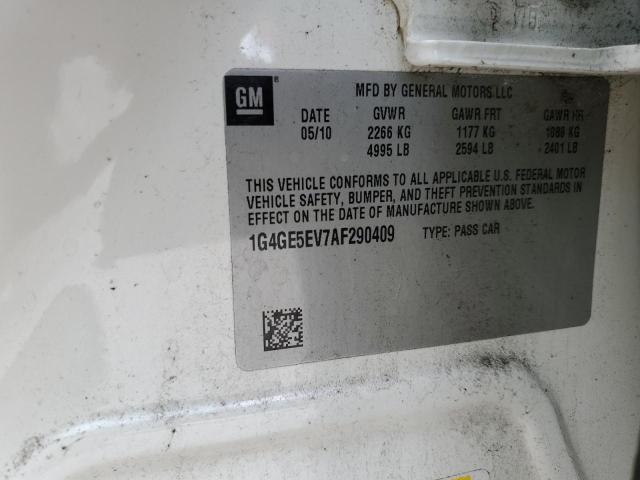 GM ®
MFD BY GENERAL MOTORS LLC
DATE GVWR GAWR FRT GAWR RR
05/10 2266 KG 1177 KG 1089 KG
4995 LB 2594 LB 2401 LB
THIS VEHICLE CONFORMS TO ALL APPLICABLE U.S. FEDERAL MOTOR
VEHICLE SAFETY, BUMPER, AND THEFT PREVENTION STANDARDS IN
EFFECT ON THE DATE OF MANUFACTURE SHOWN ABOVE.
1G4GE5EV7AF290409 TYPE: PASS CAR